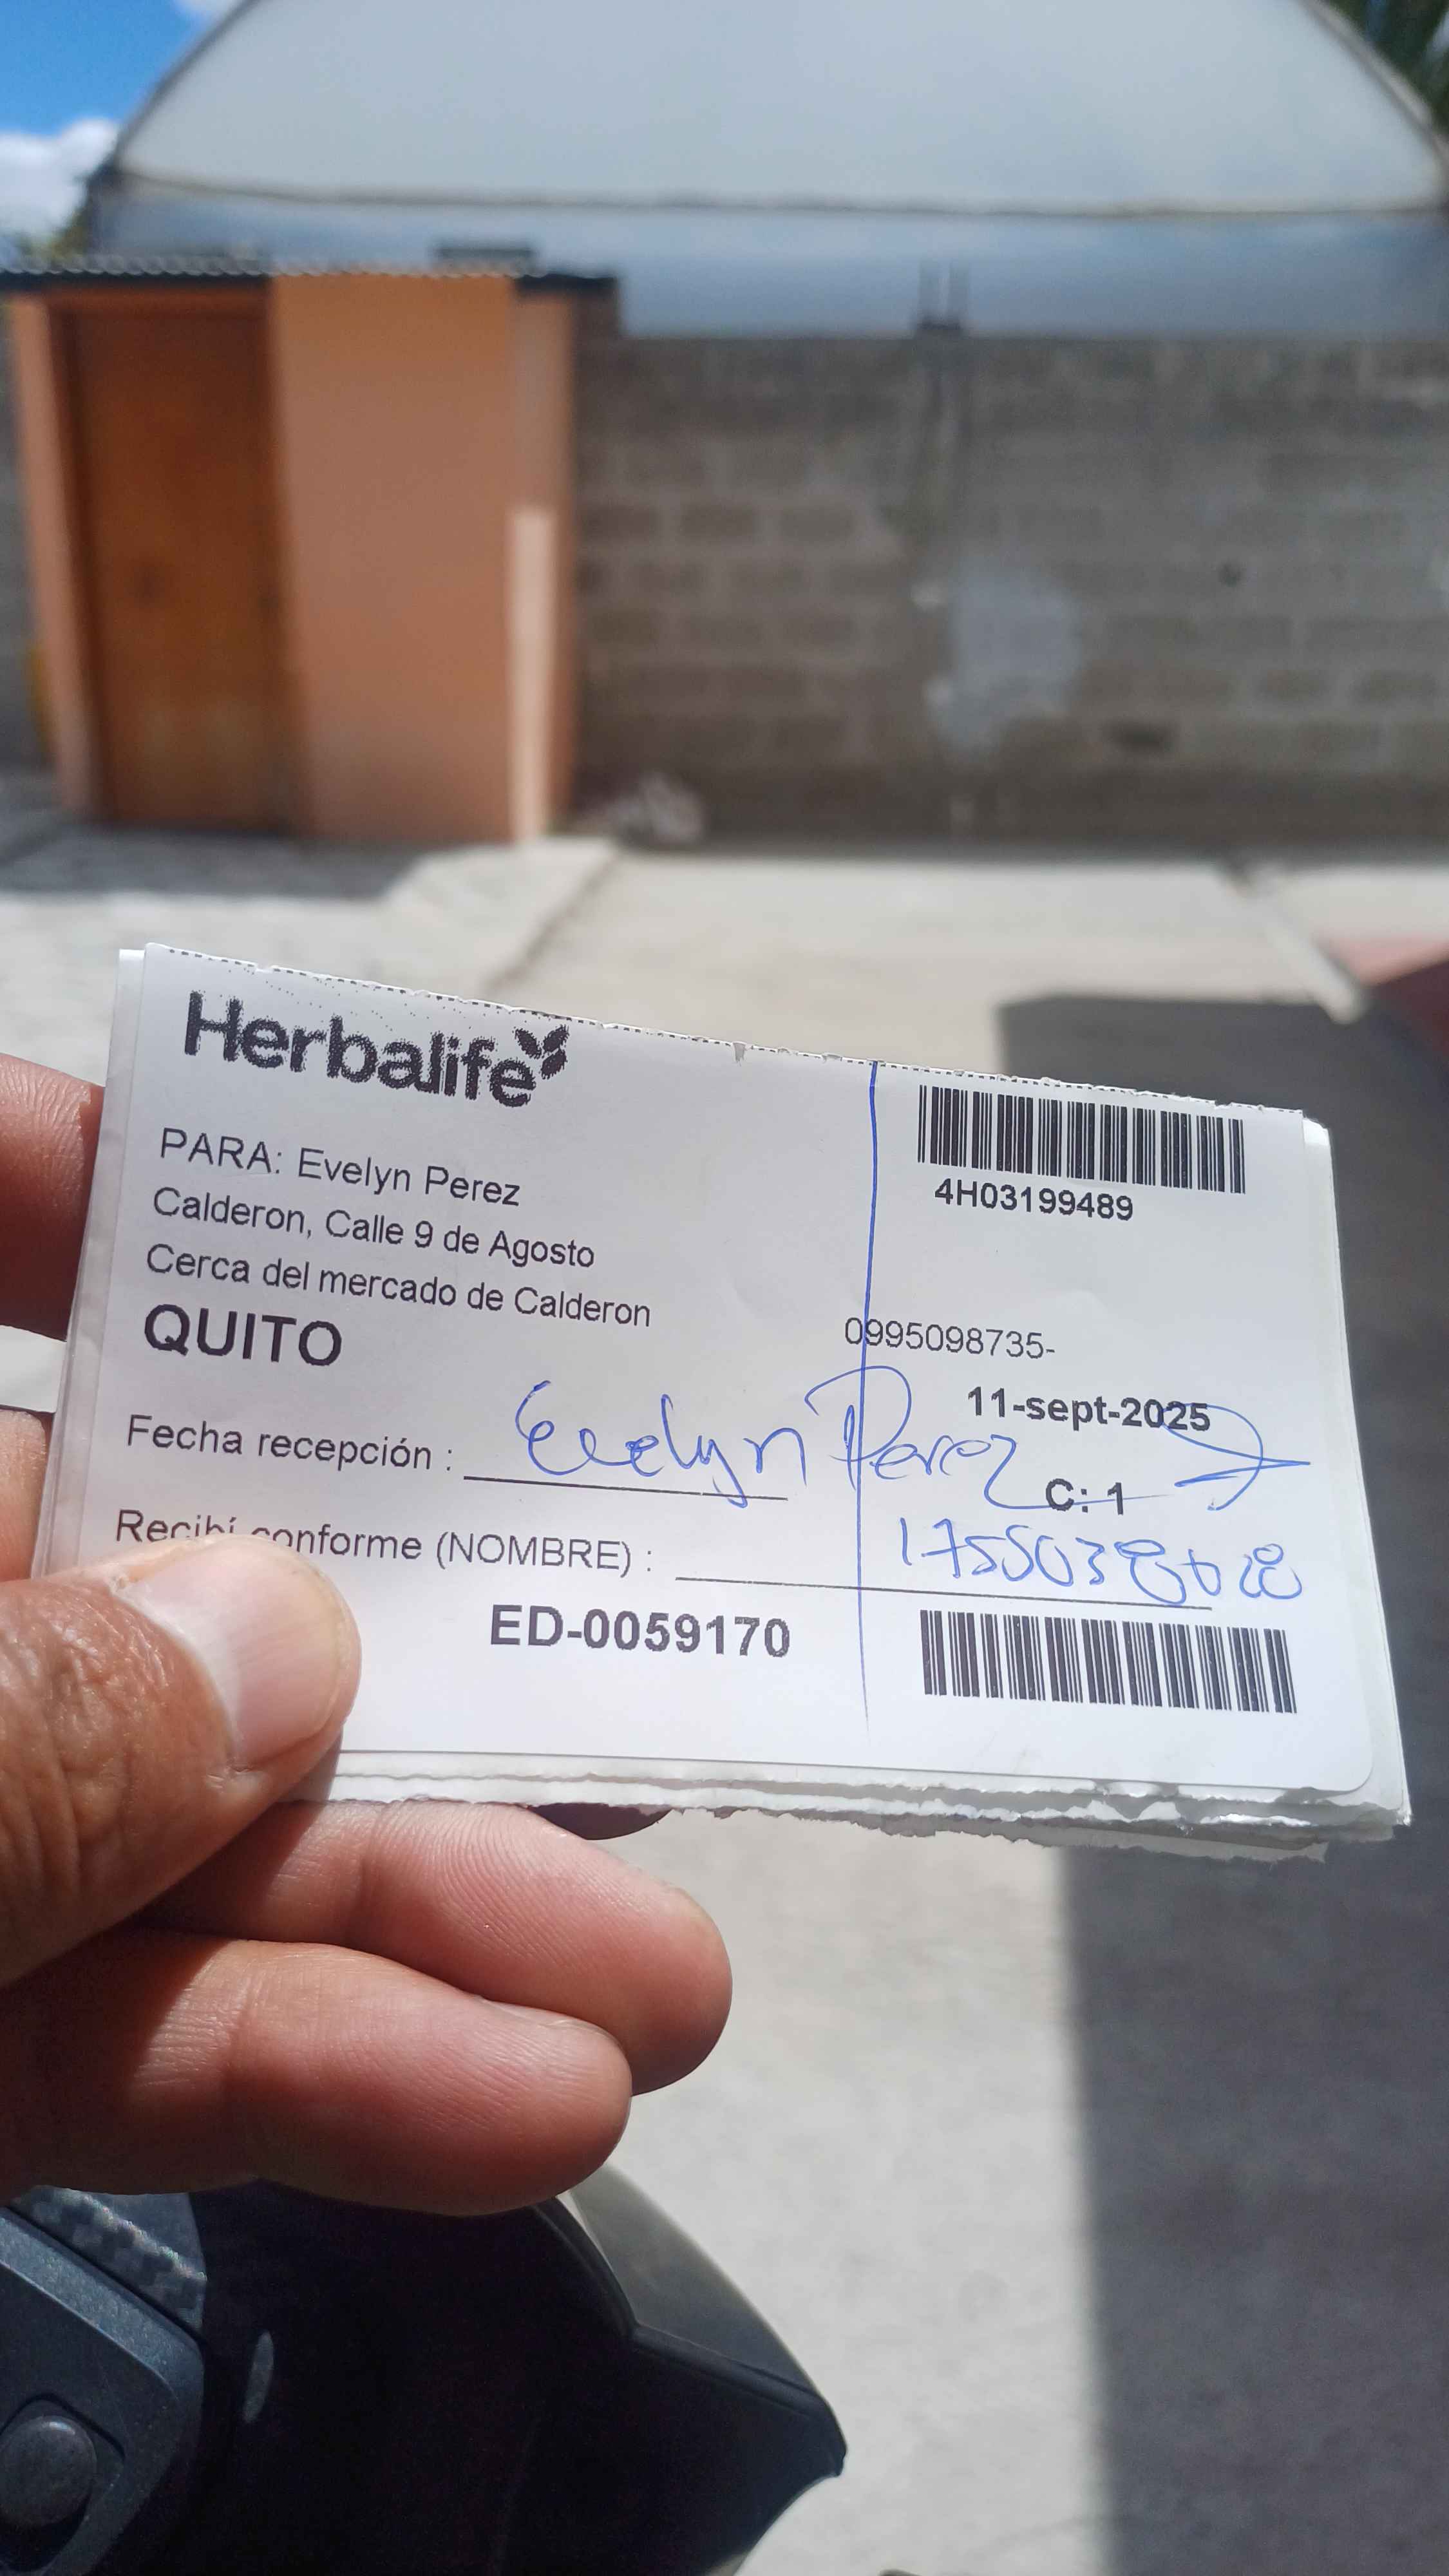 Herbalife
4H03199489
PARA: Evelyn Perez
Calderon, Calle 9 de Agosto
Cerca del mercado de Calderon
QUITO
0995098735-
11-sept-2025
Fecha recepción : Evelyn Perez
C: 1
Recibí conforme (NOMBRE) :
ED-0059170